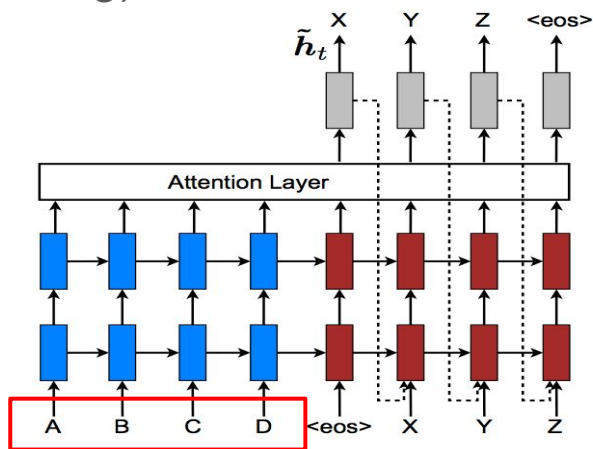 g,
X Y Z <eos>
h̃t
Attention Layer
A B C D <eos> X Y Z